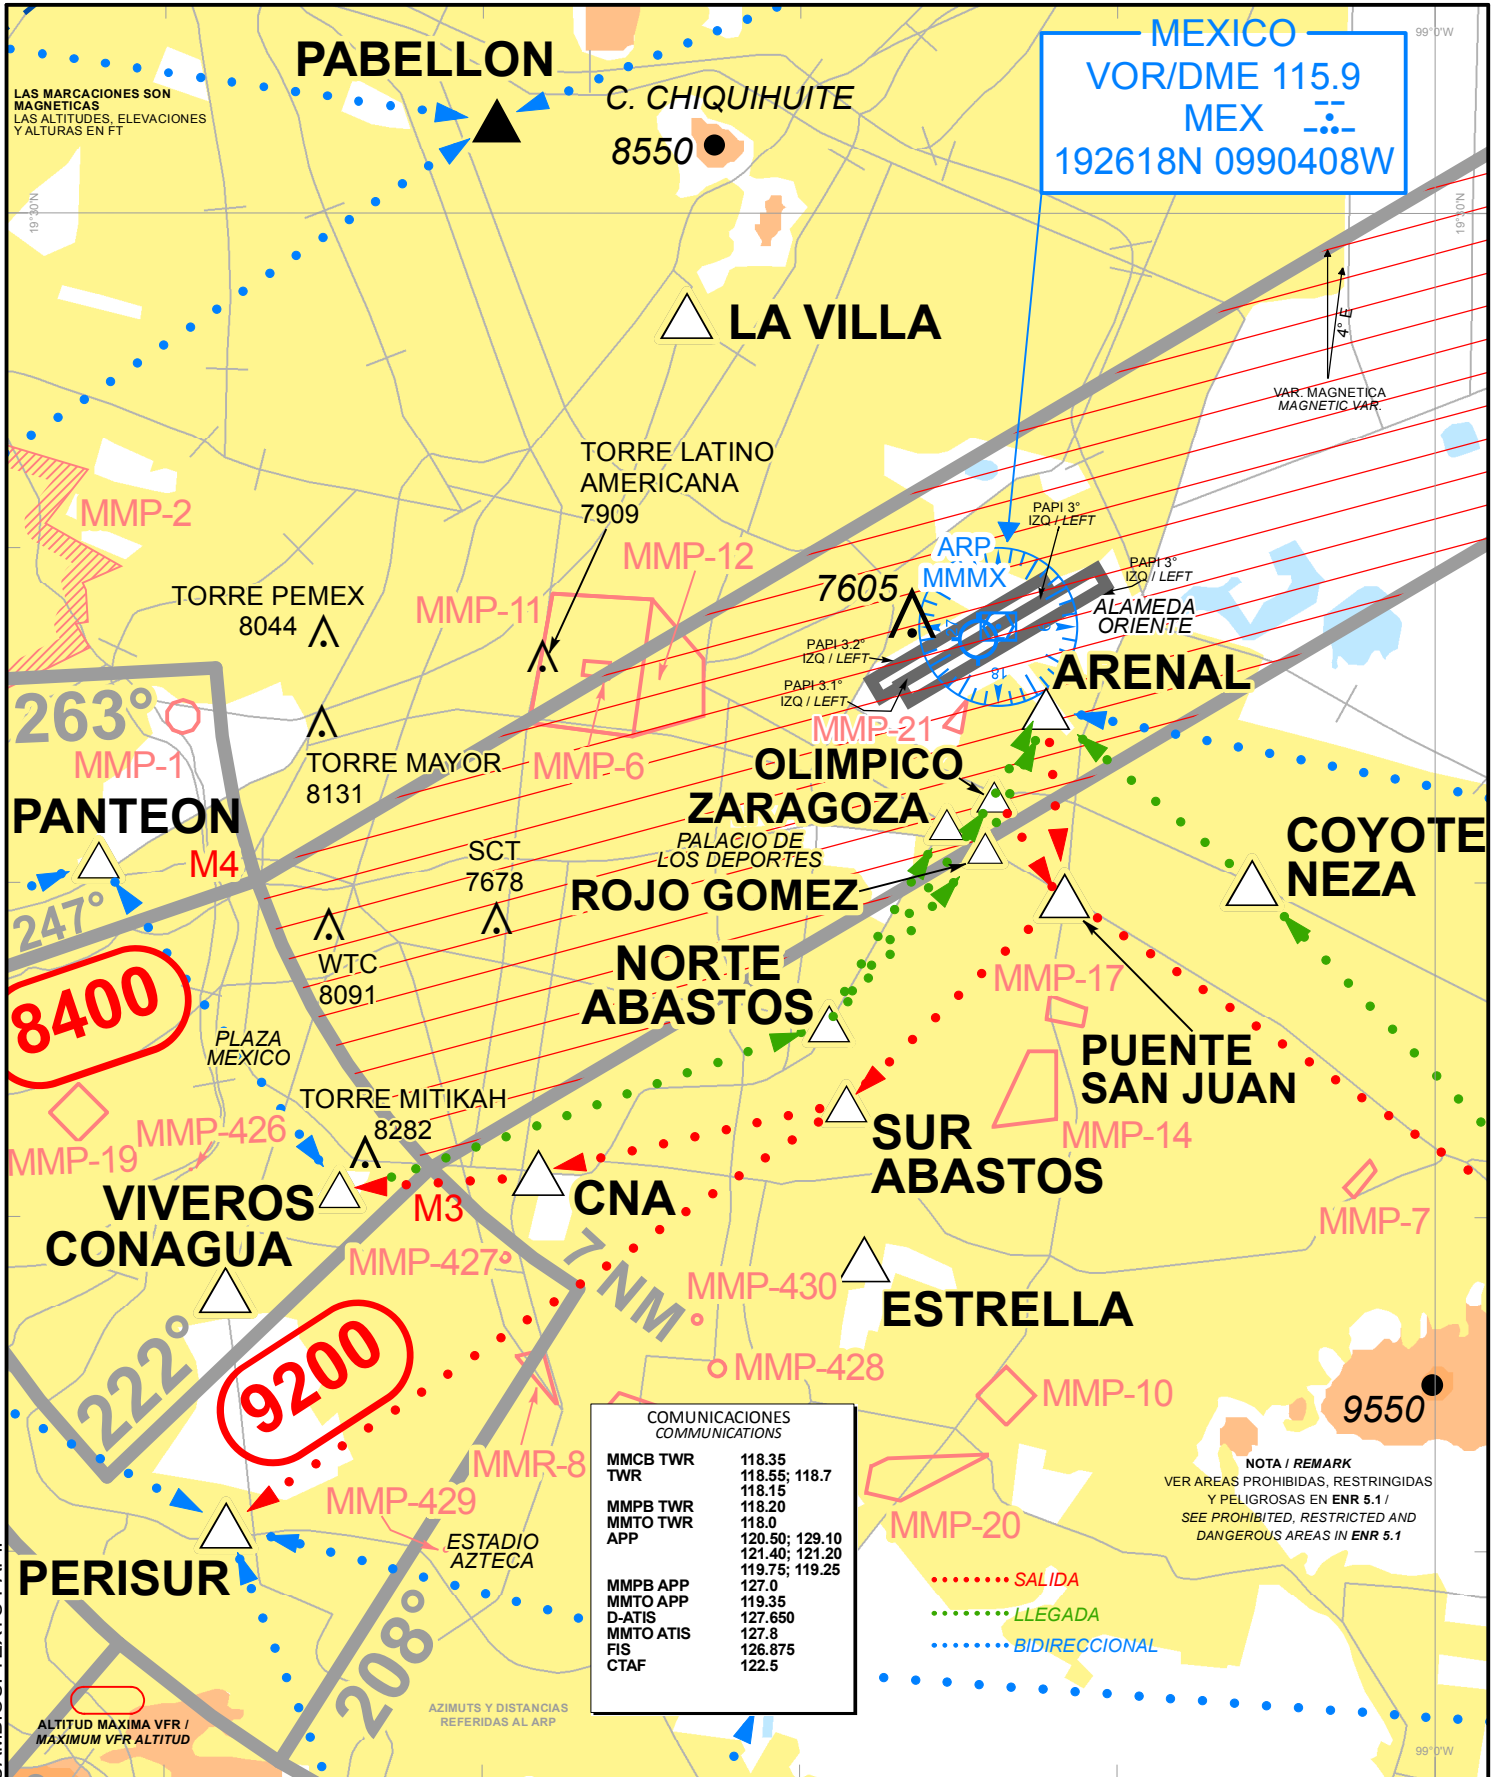 PABELLON
LAS MARCACIONES SON
MAGNETICAS
LAS ALTITUDES, ELEVACIONES
Y ALTURAS EN FT
C. CHIQUIHUITE
8550
MEXICO
VOR/DME 115.9
MEX
192618N 0990408W
99°0'W
19°30'N
19°30'N
LA VILLA
4° E
VAR. MAGNETICA
MAGNETIC VAR.
TORRE LATINO
AMERICANA
7909
MMP-2
MMP-12
PAPI 3°
IZQ / LEFT
ARP
MMMX
PAPI 3°
IZQ / LEFT
TORRE PEMEX
8044
MMP-11
7605
ALAMEDA
ORIENTE
PAPI 3.2°
IZQ / LEFT
18
ARENAL
PAPI 3.1°
IZQ / LEFT
263°
MMP-21
MMP-1
TORRE MAYOR
8131
MMP-6
OLIMPICO
ZARAGOZA
PANTEON
M4
PALACIO DE
LOS DEPORTES
COYOTE
NEZA
SCT
7678
ROJO GOMEZ
247°
WTC
8091
NORTE
ABASTOS
MMP-17
8400
PLAZA
MEXICO
PUENTE
SAN JUAN
TORRE MITIKAH
8282
MMP-19
MMP-426
SUR
ABASTOS
MMP-14
VIVEROS
CONAGUA
M3
CNA
MMP-7
MMP-427
7 NM
MMP-430
ESTRELLA
222°
9200
MMP-428
MMP-10
9550
COMUNICACIONES
COMMUNICATIONS
MMCB TWR 118.35
TWR 118.55; 118.7
118.15
MMPB TWR 118.20
MMTO TWR 118.0
APP 120.50; 129.10
121.40; 121.20
119.75; 119.25
MMPB APP 127.0
MMTO APP 119.35
D-ATIS 127.650
MMTO ATIS 127.8
FIS 126.875
CTAF 122.5
MMR-8
MMP-429
ESTADIO
AZTECA
MMP-20
NOTA / REMARK
VER AREAS PROHIBIDAS, RESTRINGIDAS
Y PELIGROSAS EN ENR 5.1 /
SEE PROHIBITED, RESTRICTED AND
DANGEROUS AREAS IN ENR 5.1
PERISUR
SALIDA
LLEGADA
BIDIRECCIONAL
208°
ALTITUD MAXIMA VFR /
MAXIMUM VFR ALTITUD
AZIMUTS Y DISTANCIAS
REFERIDAS AL ARP
99°0'W